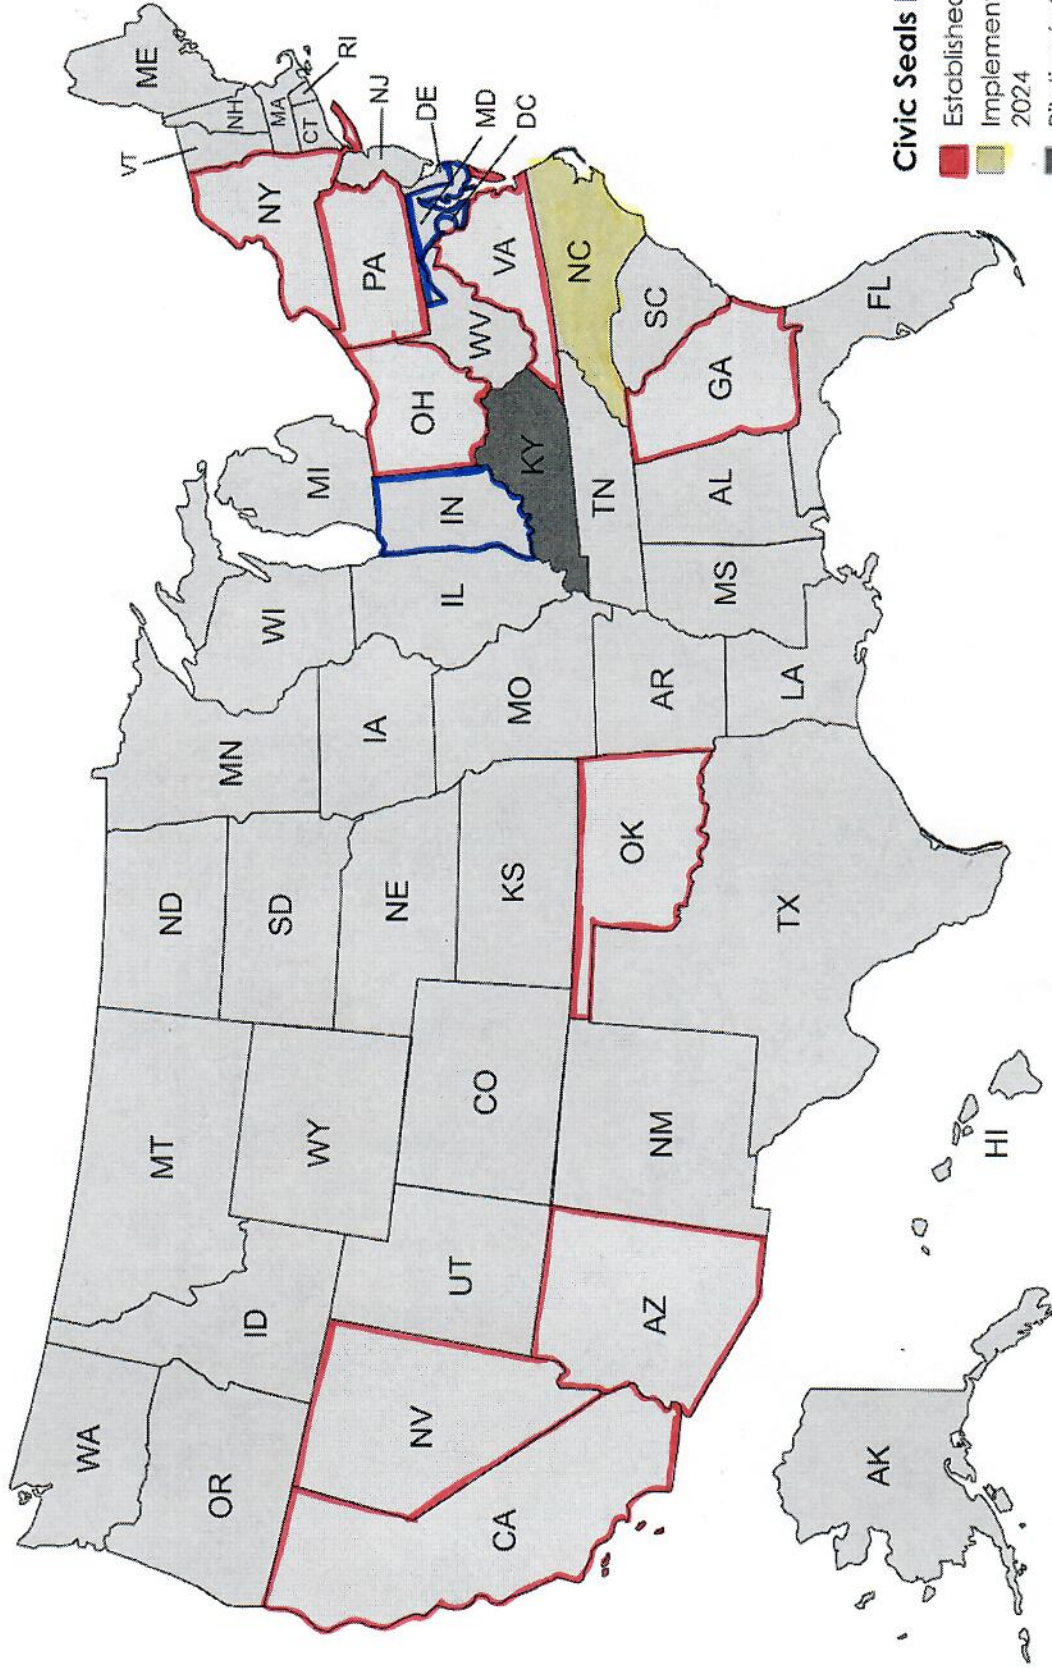 WA
OR
CA
NV
ID
MT
WY
UT
AZ
CO
NM
ND
SD
NE
KS
OK
TX
MN
IA
MO
AR
LA
WI
IL
MI
IN
OH
KY
TN
MS
AL
GA
FL
SC
NC
VA
WV
PA
NY
VT
NH
ME
MA
CT
RI
NJ
DE
MD
DC
AK
HI
Civic Seals
Established
Implemen
2024